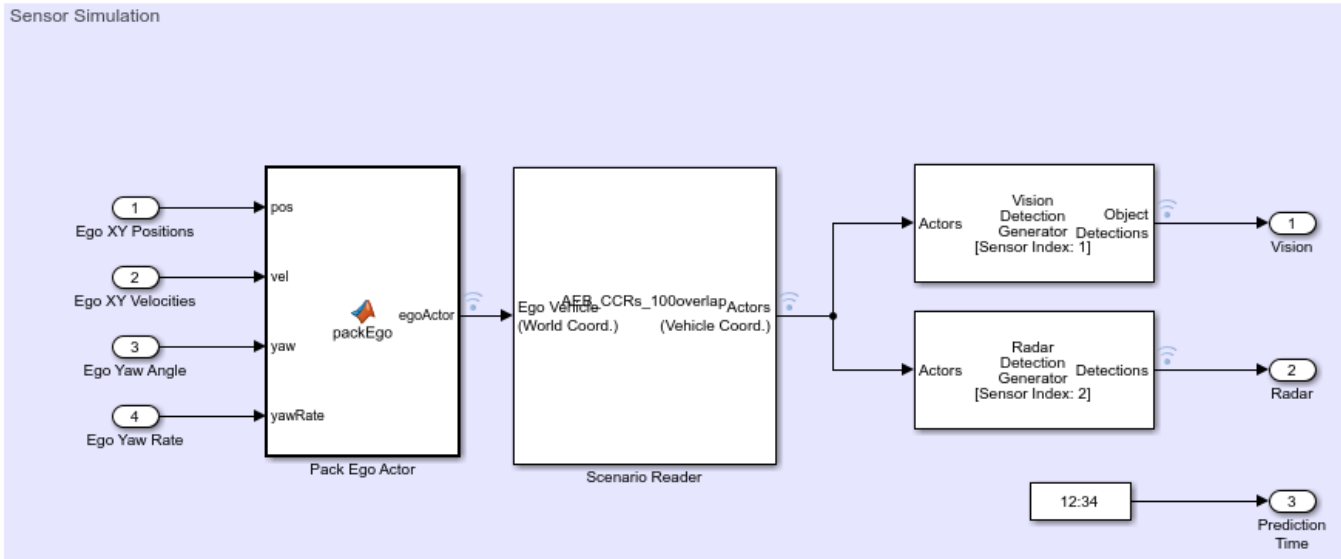 Sensor Simulation
1
Ego XY Positions
2
Ego XY Velocities
3
Ego Yaw Angle
4
Ego Yaw Rate
pos
vel
yaw
yawRate
packEgo
egoActor
Pack Ego Actor
Ego Vehicle
(World Coord.)
AEB_CCRs_100overlap
Actors
(Vehicle Coord.)
Scenario Reader
Actors
Vision
Detection
Generator
[Sensor Index: 1]
Object
Detections
1
Vision
Actors
Radar
Detection
Generator
[Sensor Index: 2]
Detections
2
Radar
12:34
3
Prediction
Time